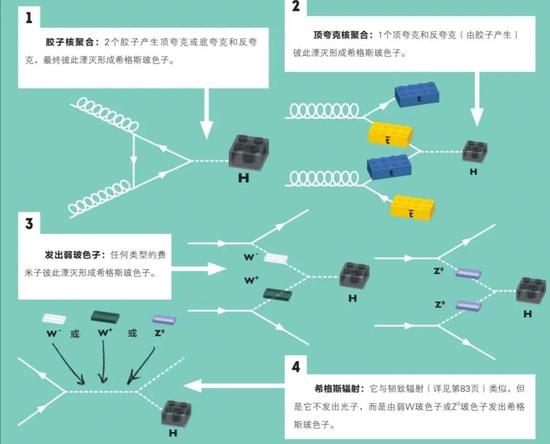 1
胶子核聚合：2个胶子产生顶夸克或底夸克和反夸
克，最终彼此湮灭形成希格斯玻色子。
H
2
顶夸克核聚合：1个顶夸克和反夸克（由胶子产生）
彼此湮灭形成希格斯玻色子。
t
t̅
t
t̅
H
3
发出弱玻色子：任何类型的费
米子彼此湮灭形成希格斯玻色子。
W⁻
W⁺
H
Z⁰
Z⁰
H
W⁻ 或 W⁺ 或 Z⁰
H
4
希格斯辐射：它与韧致辐射（详见第83页）类似，但
是它不发出光子，而是由弱W玻色子或Z⁰玻色子发出希格
斯玻色子。